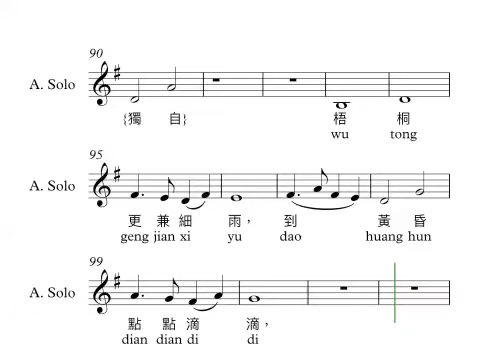 90
A. Solo
{獨 自} 梧 桐
wu tong
95
A. Solo
更 兼 細 雨， 到 黃 昏
geng jian xi yu dao huang hun
99
A. Solo
點 點 滴 滴，
dian dian di di